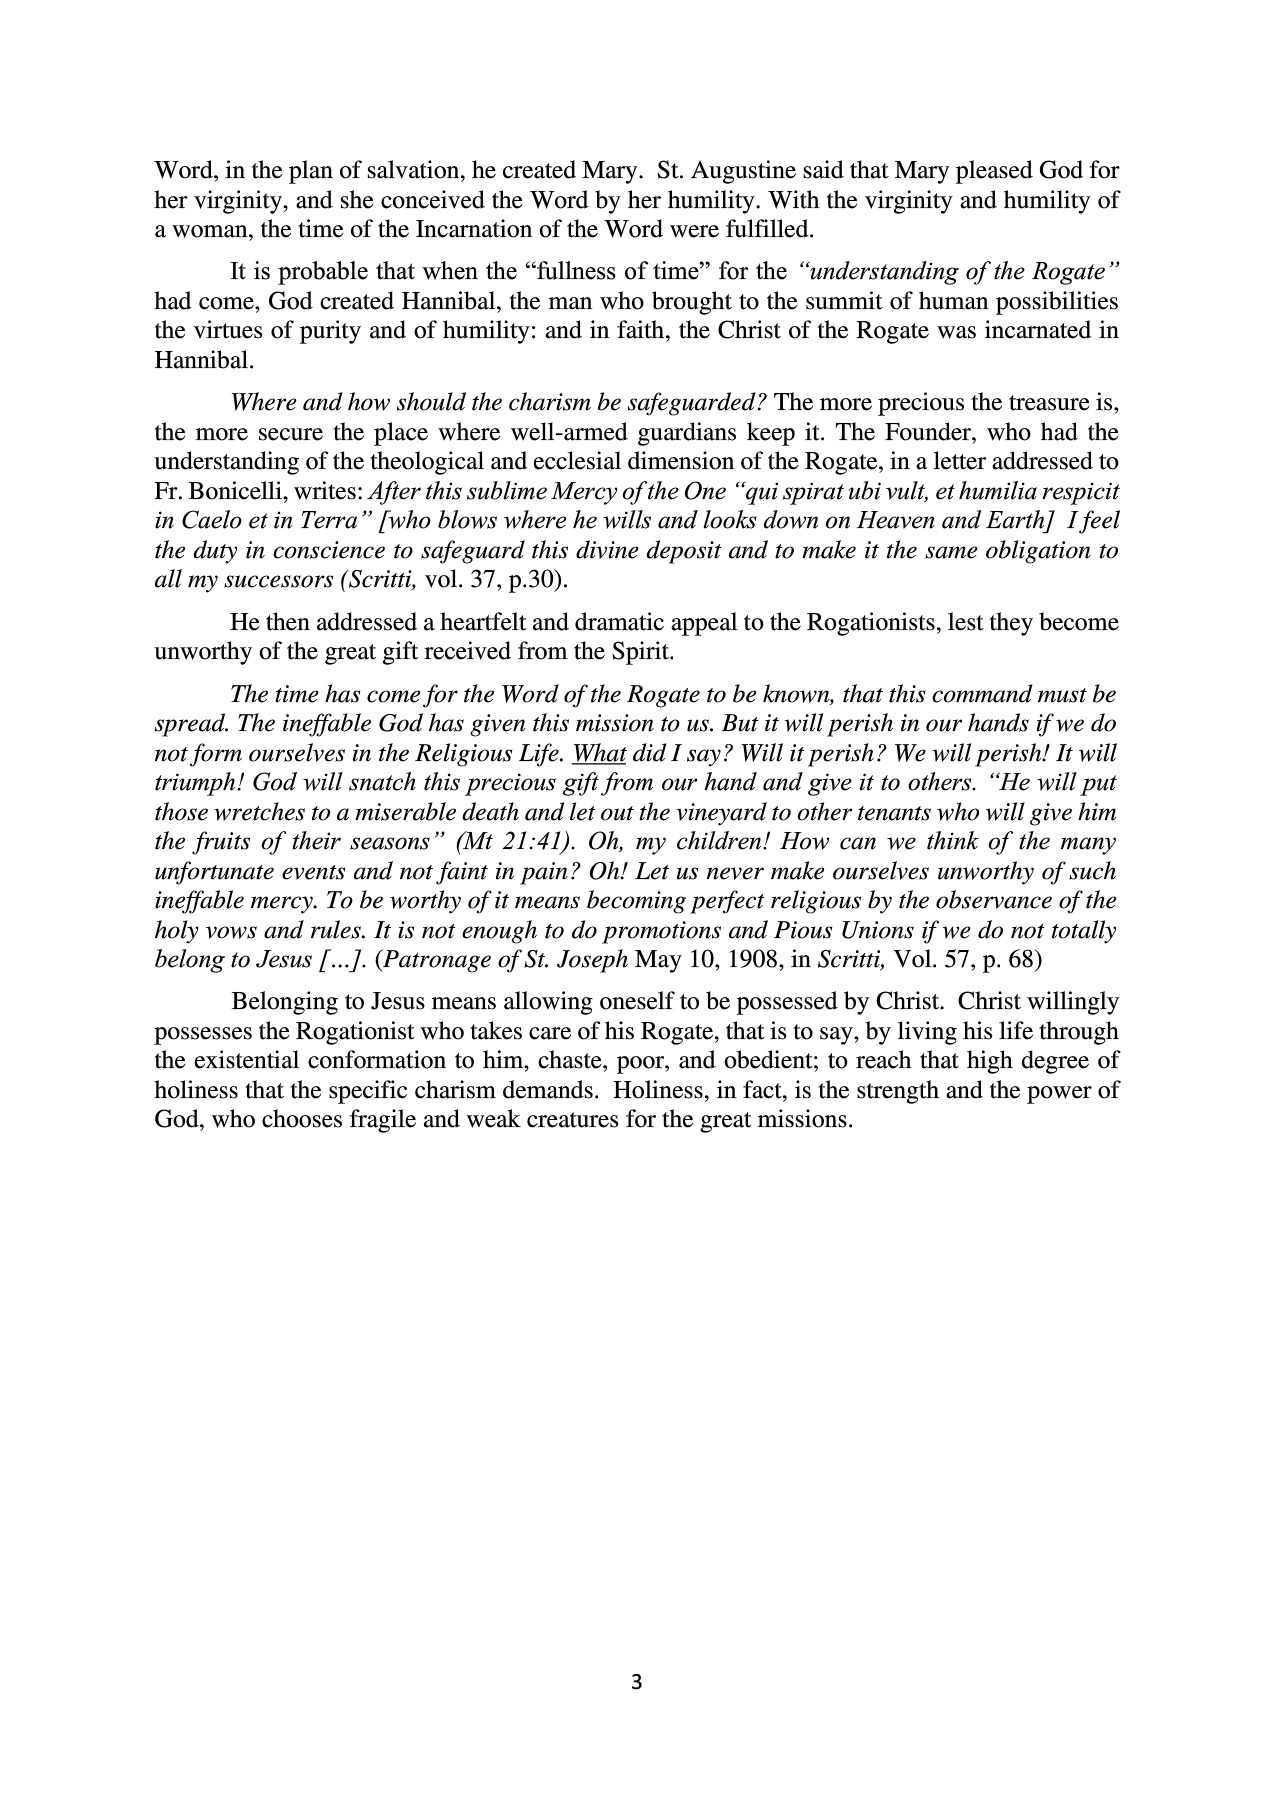 Word, in the plan of salvation, he created Mary.  St. Augustine said that Mary pleased God for
her virginity, and she conceived the Word by her humility. With the virginity and humility of
a woman, the time of the Incarnation of the Word were fulfilled.
It is probable that when the “fullness of time” for the “understanding of the Rogate”
had come, God created Hannibal, the man who brought to the summit of human possibilities
the virtues of purity and of humility: and in faith, the Christ of the Rogate was incarnated in
Hannibal.
Where and how should the charism be safeguarded? The more precious the treasure is,
the more secure the place where well-armed guardians keep it. The Founder, who had the
understanding of the theological and ecclesial dimension of the Rogate, in a letter addressed to
Fr. Bonicelli, writes: After this sublime Mercy of the One “qui spirat ubi vult, et humilia respicit
in Caelo et in Terra” [who blows where he wills and looks down on Heaven and Earth]  I feel
the duty in conscience to safeguard this divine deposit and to make it the same obligation to
all my successors (Scritti, vol. 37, p.30).
He then addressed a heartfelt and dramatic appeal to the Rogationists, lest they become
unworthy of the great gift received from the Spirit.
The time has come for the Word of the Rogate to be known, that this command must be
spread. The ineffable God has given this mission to us. But it will perish in our hands if we do
not form ourselves in the Religious Life. What did I say? Will it perish? We will perish! It will
triumph! God will snatch this precious gift from our hand and give it to others. “He will put
those wretches to a miserable death and let out the vineyard to other tenants who will give him
the fruits of their seasons” (Mt 21:41). Oh, my children! How can we think of the many
unfortunate events and not faint in pain? Oh! Let us never make ourselves unworthy of such
ineffable mercy. To be worthy of it means becoming perfect religious by the observance of the
holy vows and rules. It is not enough to do promotions and Pious Unions if we do not totally
belong to Jesus [...]. (Patronage of St. Joseph May 10, 1908, in Scritti, Vol. 57, p. 68)
Belonging to Jesus means allowing oneself to be possessed by Christ.  Christ willingly
possesses the Rogationist who takes care of his Rogate, that is to say, by living his life through
the existential conformation to him, chaste, poor, and obedient; to reach that high degree of
holiness that the specific charism demands.  Holiness, in fact, is the strength and the power of
God, who chooses fragile and weak creatures for the great missions.
3